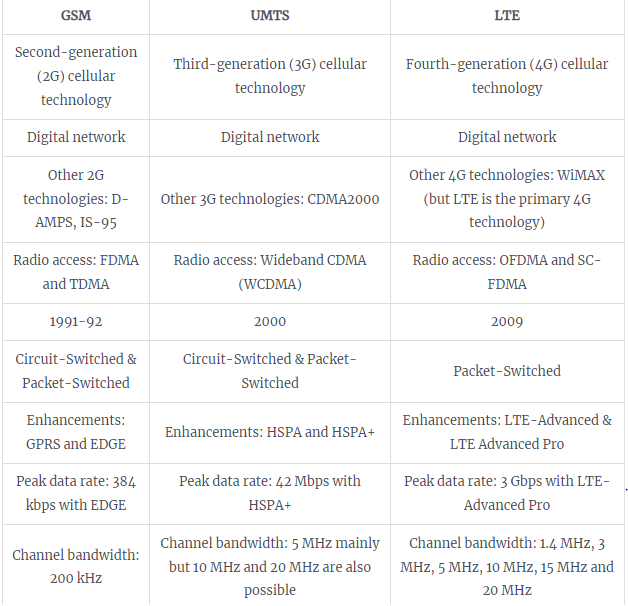 GSM UMTS LTE
Second-generation
(2G) cellular
technology
Third-generation (3G) cellular
technology
Fourth-generation (4G) cellular
technology
Digital network
Digital network
Digital network
Other 2G
technologies: D-
AMPS, IS-95
Other 3G technologies: CDMA2000
Other 4G technologies: WiMAX
(but LTE is the primary 4G
technology)
Radio access: FDMA
and TDMA
Radio access: Wideband CDMA
(WCDMA)
Radio access: OFDMA and SC-
FDMA
1991-92
2000
2009
Circuit-Switched &
Packet-Switched
Circuit-Switched & Packet-
Switched
Packet-Switched
Enhancements:
GPRS and EDGE
Enhancements: HSPA and HSPA+
Enhancements: LTE-Advanced &
LTE Advanced Pro
Peak data rate: 384
kbps with EDGE
Peak data rate: 42 Mbps with
HSPA+
Peak data rate: 3 Gbps with LTE-
Advanced Pro
Channel bandwidth:
200 kHz
Channel bandwidth: 5 MHz mainly
but 10 MHz and 20 MHz are also
possible
Channel bandwidth: 1.4 MHz, 3
MHz, 5 MHz, 10 MHz, 15 MHz and
20 MHz